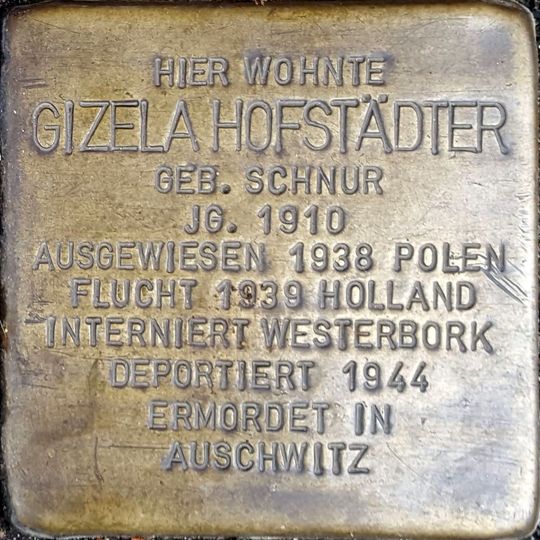 HIER WOHNTE
GIZELA HOFSTÄDTER
GEB. SCHNUR
JG. 1910
AUSGEWIESEN 1938 POLEN
FLUCHT 1939 HOLLAND
INTERNIERT WESTERBORK
DEPORTIERT 1944
ERMORDET IN
AUSCHWITZ